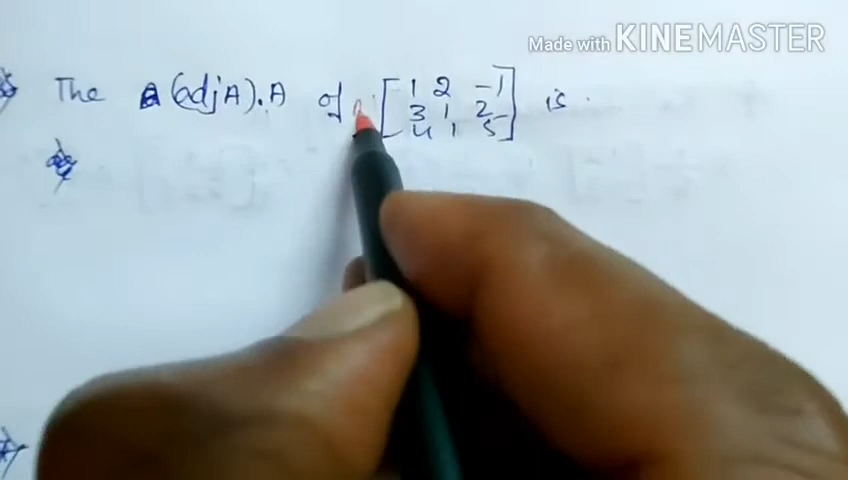 Made with KINEMASTER
The (adjA).A of [ 1 2 -1 ] is.
3 1 2
4 1 5